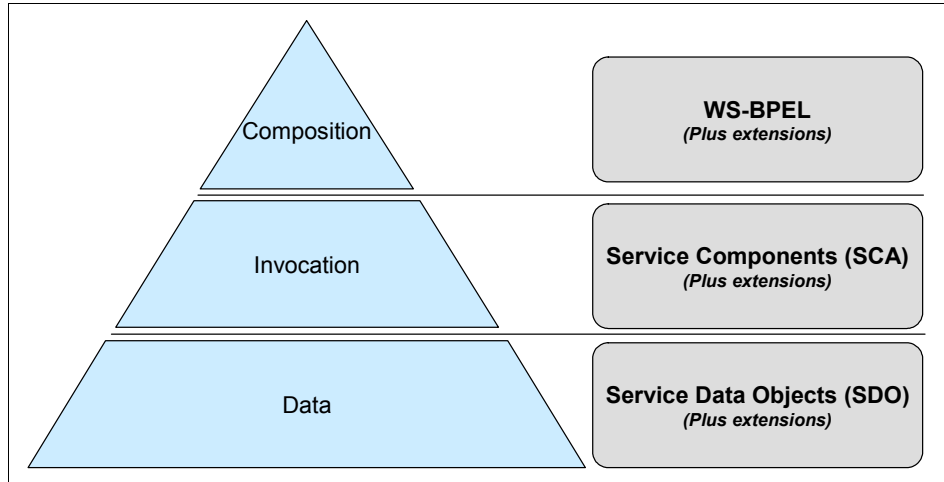 Composition
WS-BPEL
(Plus extensions)
Invocation
Service Components (SCA)
(Plus extensions)
Data
Service Data Objects (SDO)
(Plus extensions)